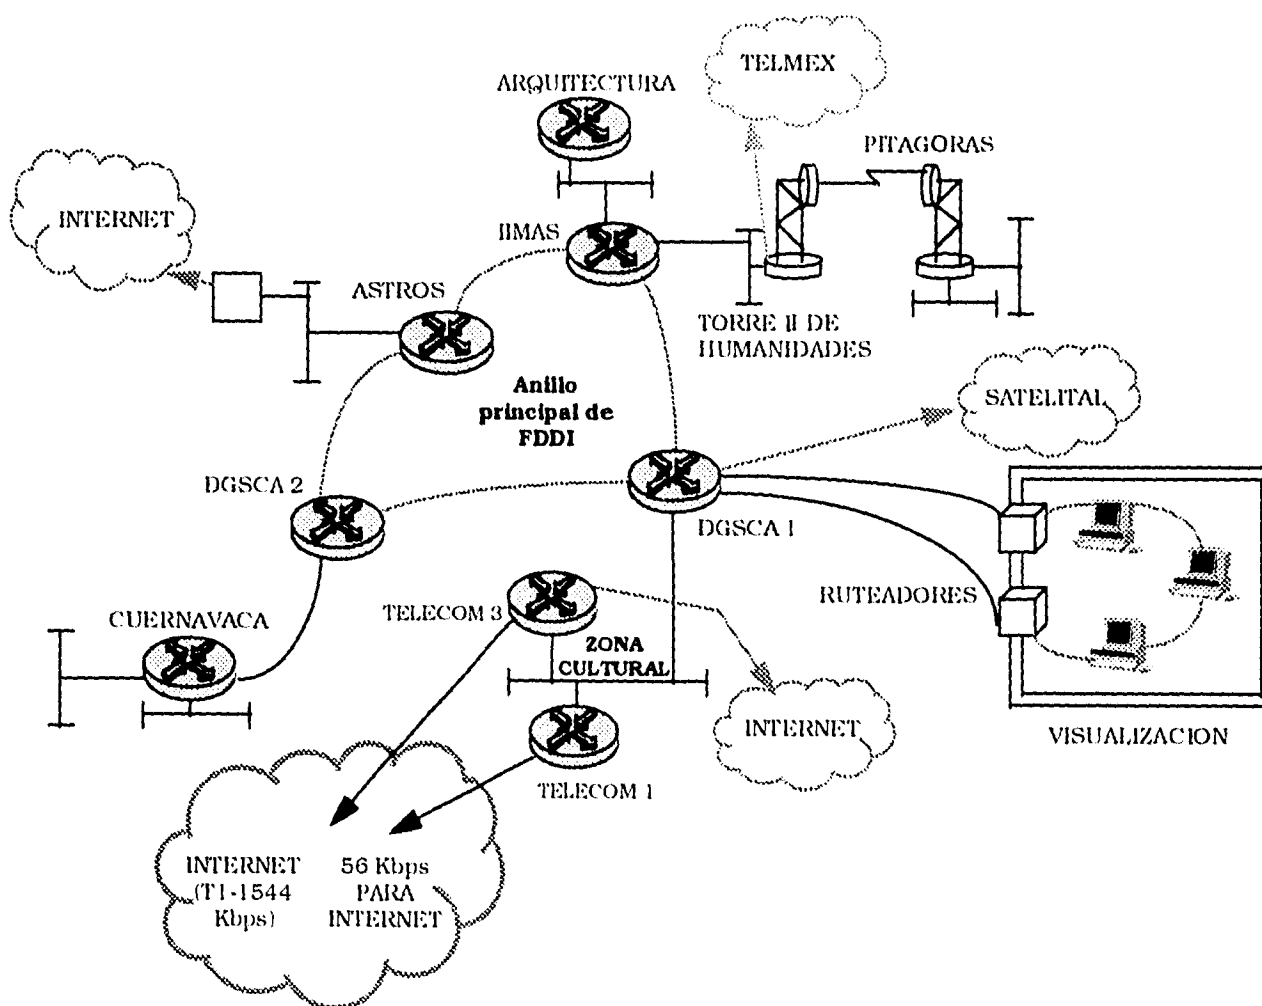 TELMEX
ARQUITECTURA
PITAGORAS
INTERNET
IIMAS
ASTROS
TORRE II DE
HUMANIDADES
Anillo
principal de
FDDI
SATELITAL
DGSCA 2
DGSCA 1
RUTEADORES
TELECOM 3
CUERNAVACA
ZONA
CULTURAL
INTERNET
VISUALIZACION
TELECOM 1
INTERNET
(T1-1544
Kbps)
56 Kbps
PARA
INTERNET